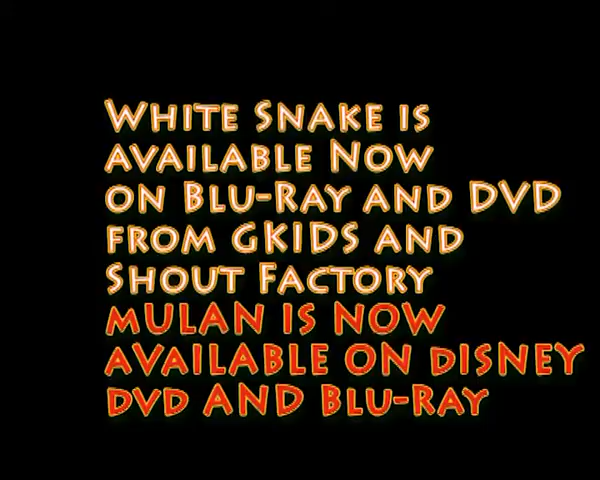 White Snake is
available Now
on Blu-Ray and DVD
from GKIDS and
Shout Factory
MULAN IS NOW
AVAILABLE ON DISNEY
DVD AND BLU-RAY